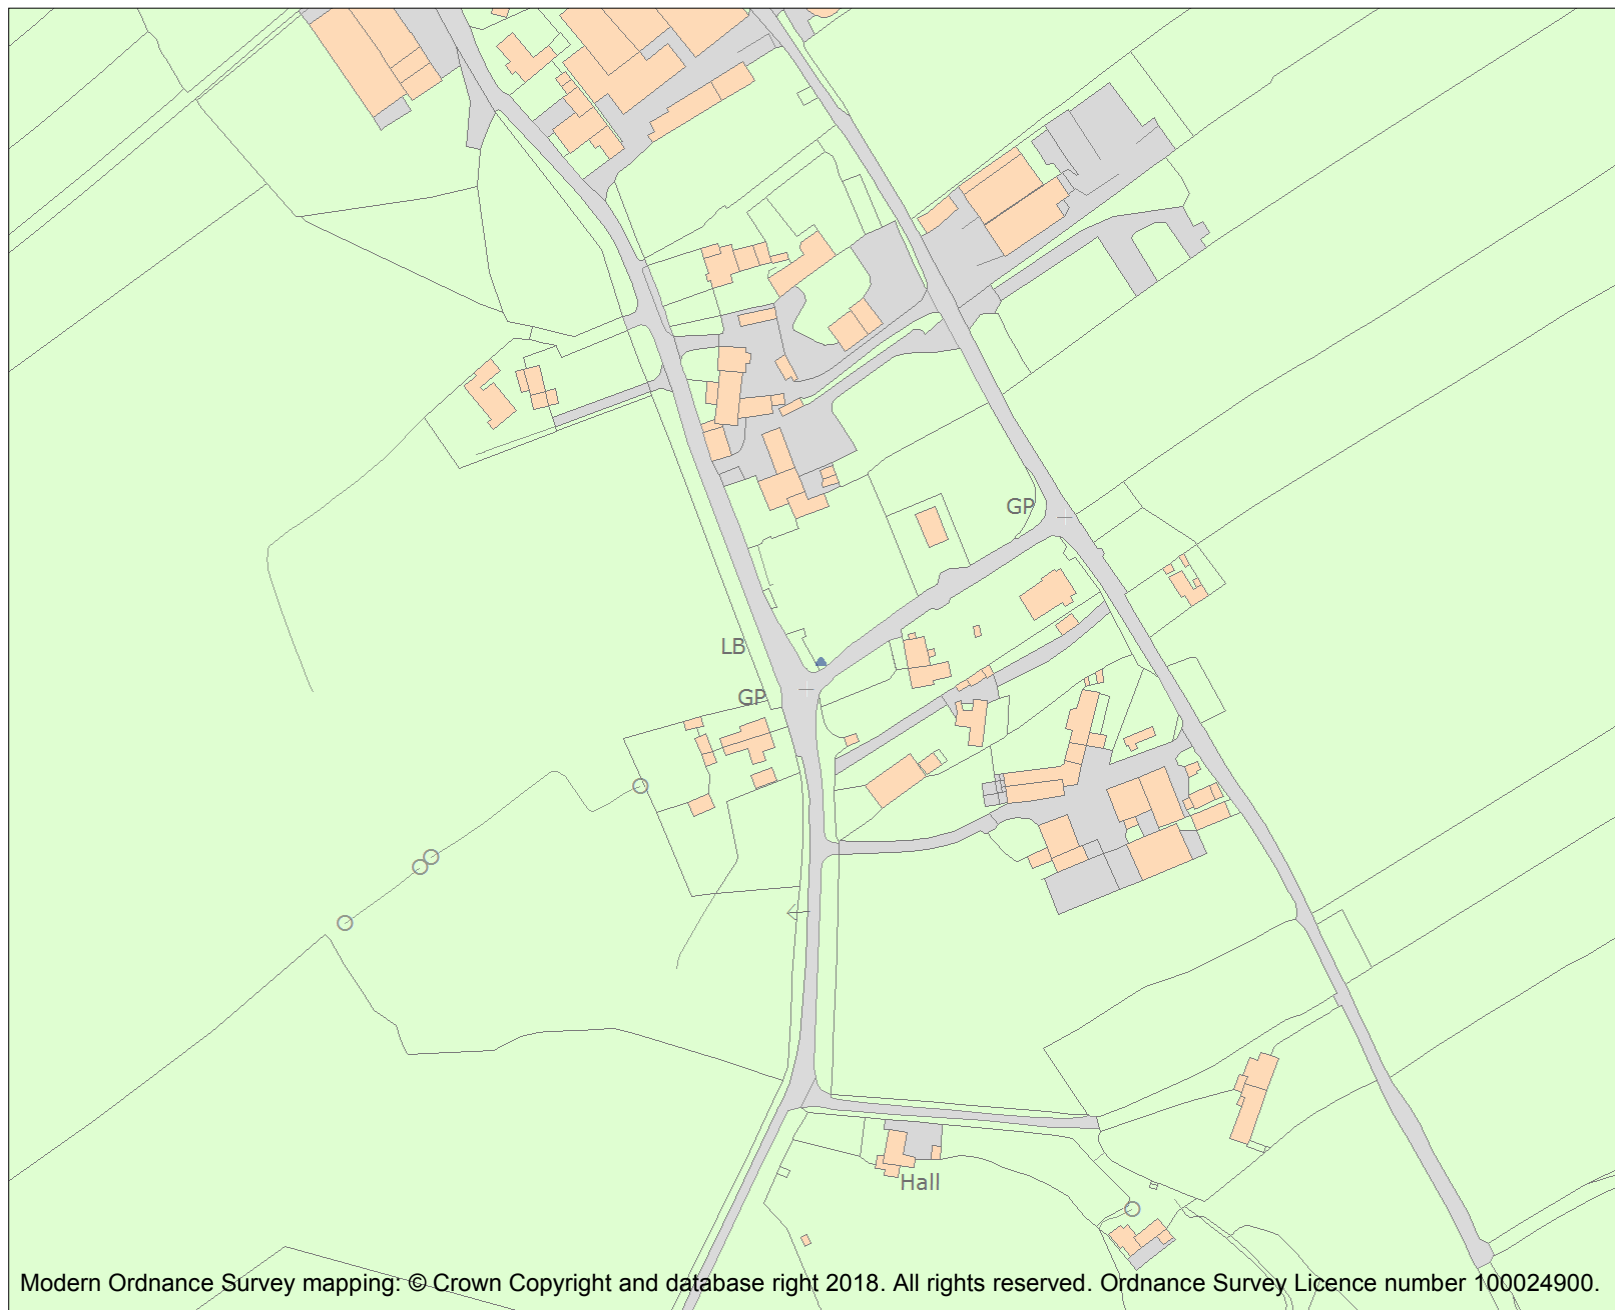 GP
LB
GP
Hall
Modern Ordnance Survey mapping: © Crown Copyright and database right 2018. All rights reserved. Ordnance Survey Licence number 100024900.